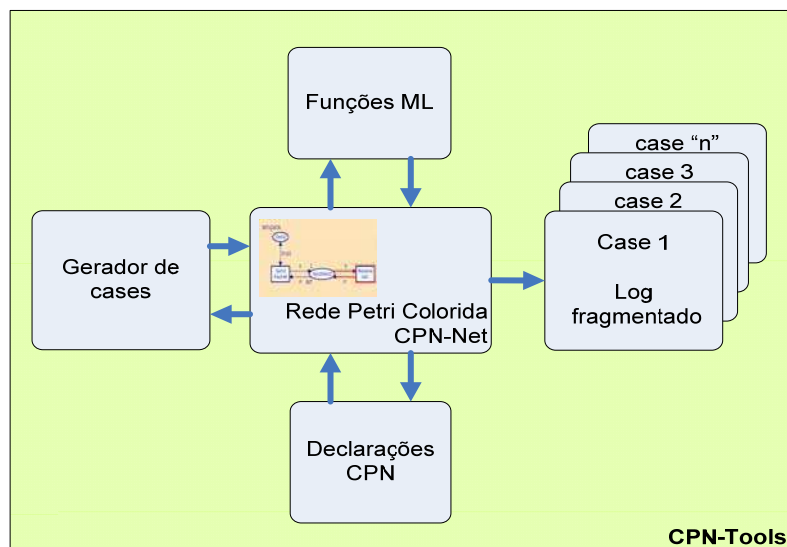 Funções ML
case “n”
case 3
case 2
Case 1
Log
fragmentado
Gerador de
cases
Rede Petri Colorida
CPN-Net
Declarações
CPN
CPN-Tools